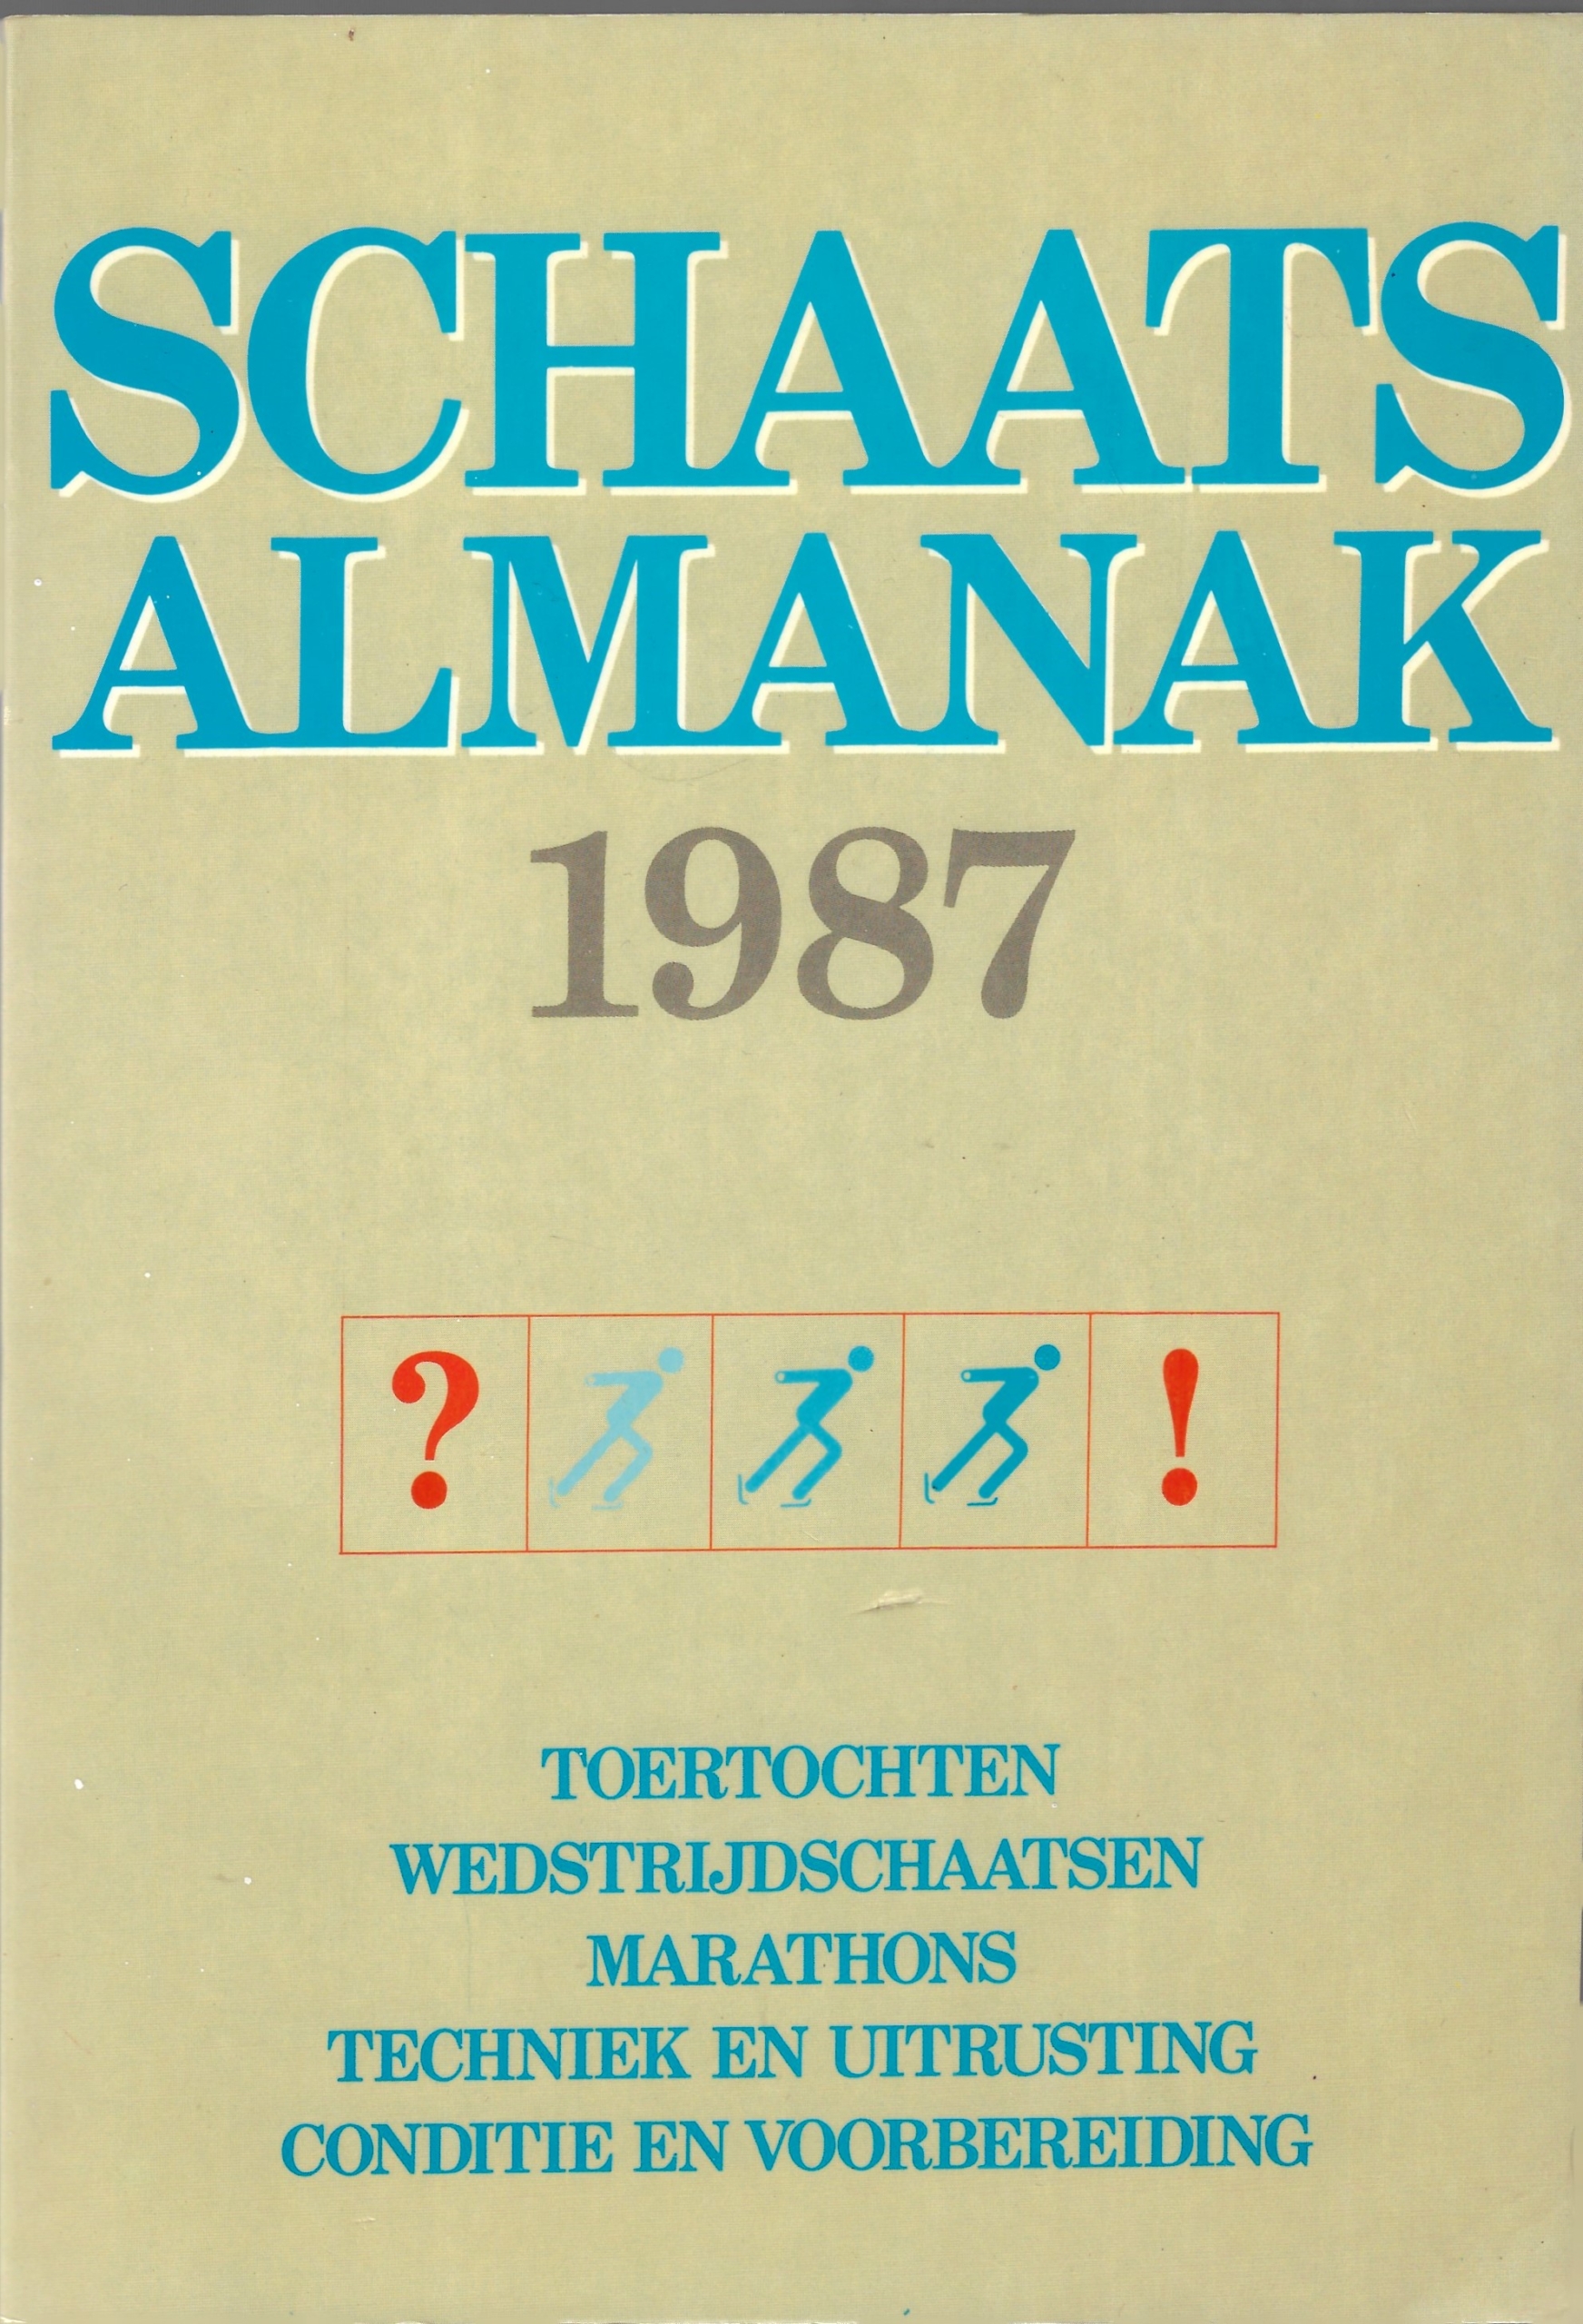 SCHAATS
ALMANAK
1987
? !
TOERTOCHTEN
WEDSTRIJDSCHAATSEN
MARATHONS
TECHNIEK EN UITRUSTING
CONDITIE EN VOORBEREIDING